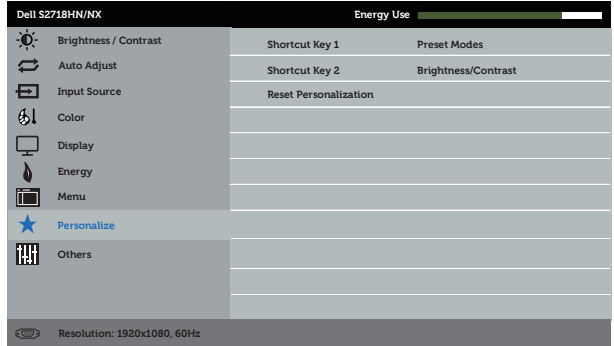 Dell S2718HN/NX Energy Use
Brightness / Contrast
Auto Adjust
Input Source
Color
Display
Energy
Menu
Personalize
Others
Shortcut Key 1 Preset Modes
Shortcut Key 2 Brightness/Contrast
Reset Personalization
Resolution: 1920x1080, 60Hz